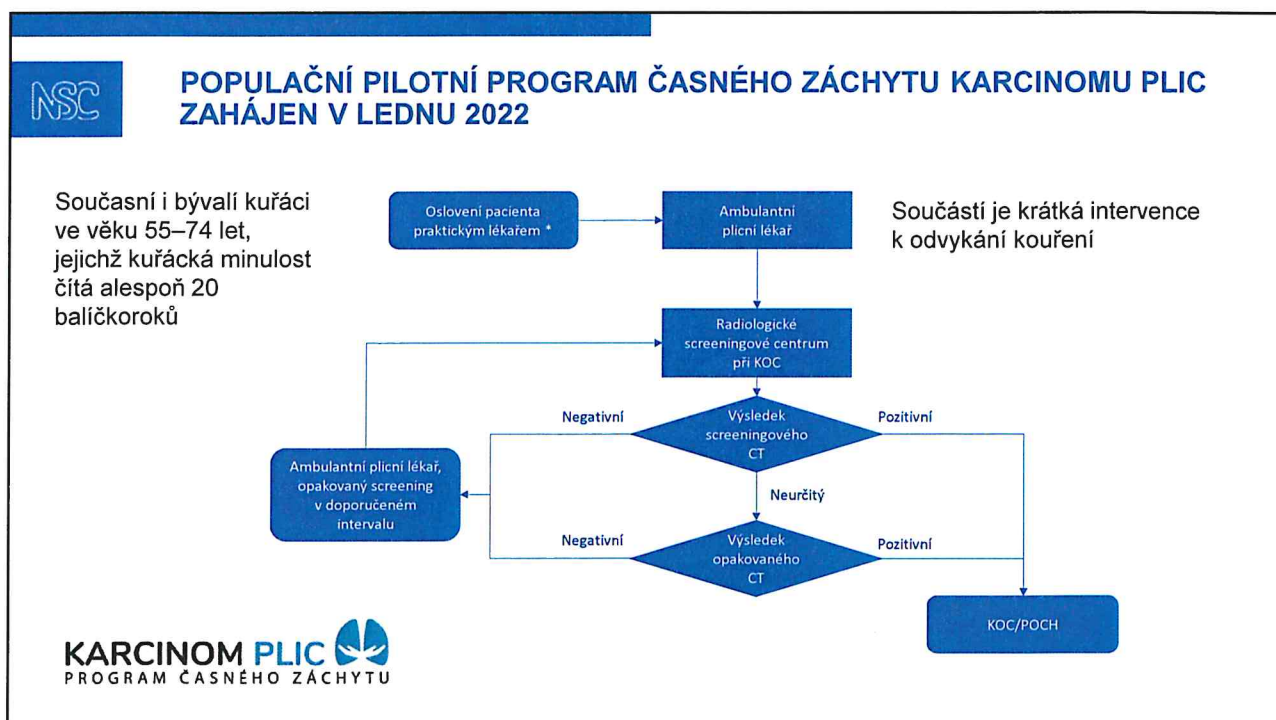 NSC
POPULAČNÍ PILOTNÍ PROGRAM ČASNÉHO ZÁCHYTU KARCINOMU PLIC
ZAHÁJEN V LEDNU 2022
Současní i bývalí kuřáci
ve věku 55–74 let,
jejichž kuřácká minulost
čítá alespoň 20
balíčkoroků
Oslovení pacienta
praktickým lékařem *
Ambulantní
plicní lékař
Součástí je krátká intervence
k odvykání kouření
Radiologické
screeningové centrum
při KOC
Negativní
Výsledek
screeningového
CT
Pozitivní
Ambulantní plicní lékař,
opakovaný screening
v doporučeném
intervalu
Neurčitý
Negativní
Výsledek
opakovaného
CT
Pozitivní
KOC/POCH
KARCINOM PLIC
PROGRAM ČASNÉHO ZÁCHYTU